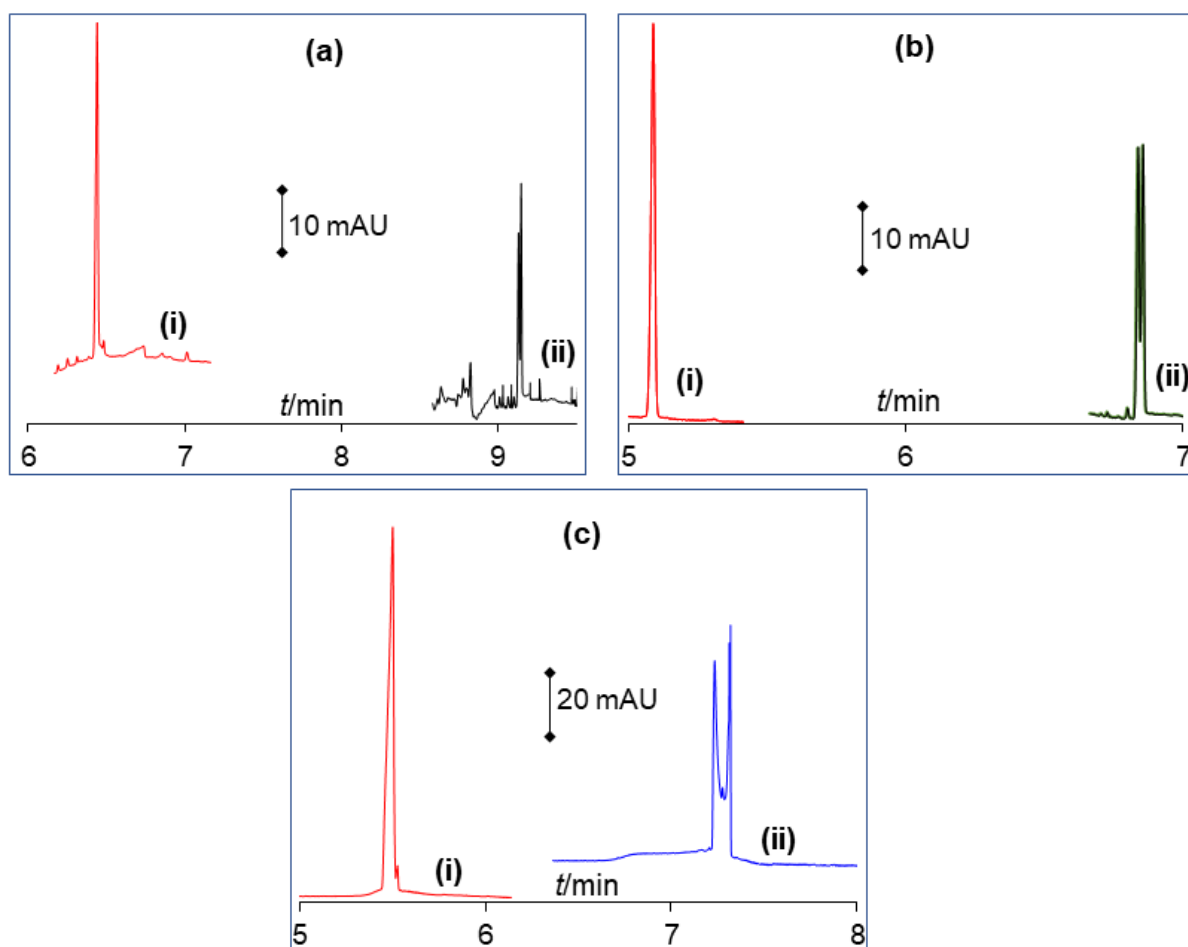 (a)
10 mAU
(i)
(ii)
t/min
6 7 8 9
(b)
10 mAU
(i)
(ii)
t/min
5 6 7
(c)
20 mAU
(i)
(ii)
t/min
5 6 7 8